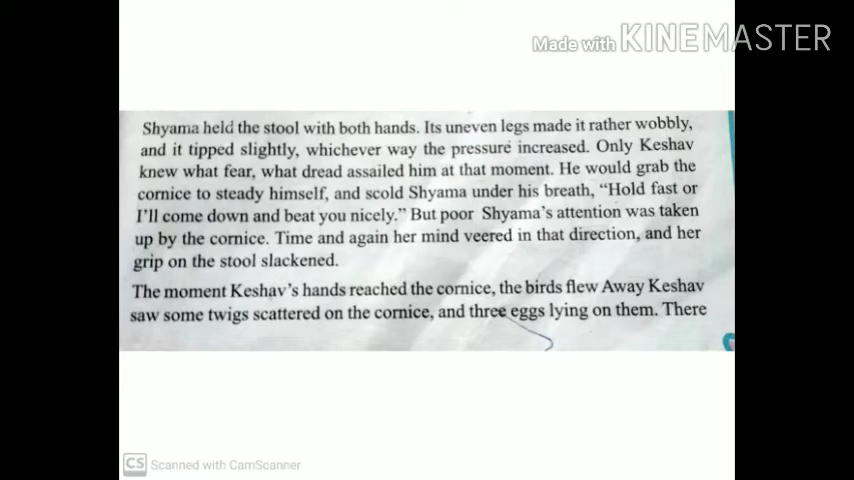 Made with KINEMASTER
Shyama held the stool with both hands. Its uneven legs made it rather wobbly,
and it tipped slightly, whichever way the pressure increased. Only Keshav
knew what fear, what dread assailed him at that moment. He would grab the
cornice to steady himself, and scold Shyama under his breath, “Hold fast or
I’ll come down and beat you nicely.” But poor Shyama’s attention was taken
up by the cornice. Time and again her mind veered in that direction, and her
grip on the stool slackened.
The moment Keshav’s hands reached the cornice, the birds flew Away Keshav
saw some twigs scattered on the cornice, and three eggs lying on them. There
CS Scanned with CamScanner